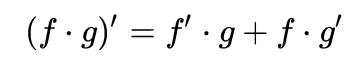 (f · g)′ = f′ · g + f · g′